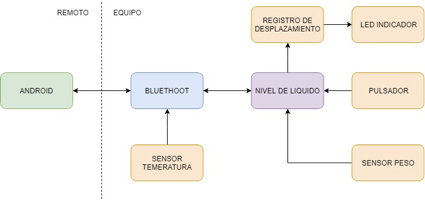 REMOTO
EQUIPO
REGISTRO DE
DESPLAZAMIENTO
LED INDICADOR
ANDROID
BLUETHOOT
NIVEL DE LIQUIDO
PULSADOR
SENSOR
TEMERATURA
SENSOR PESO